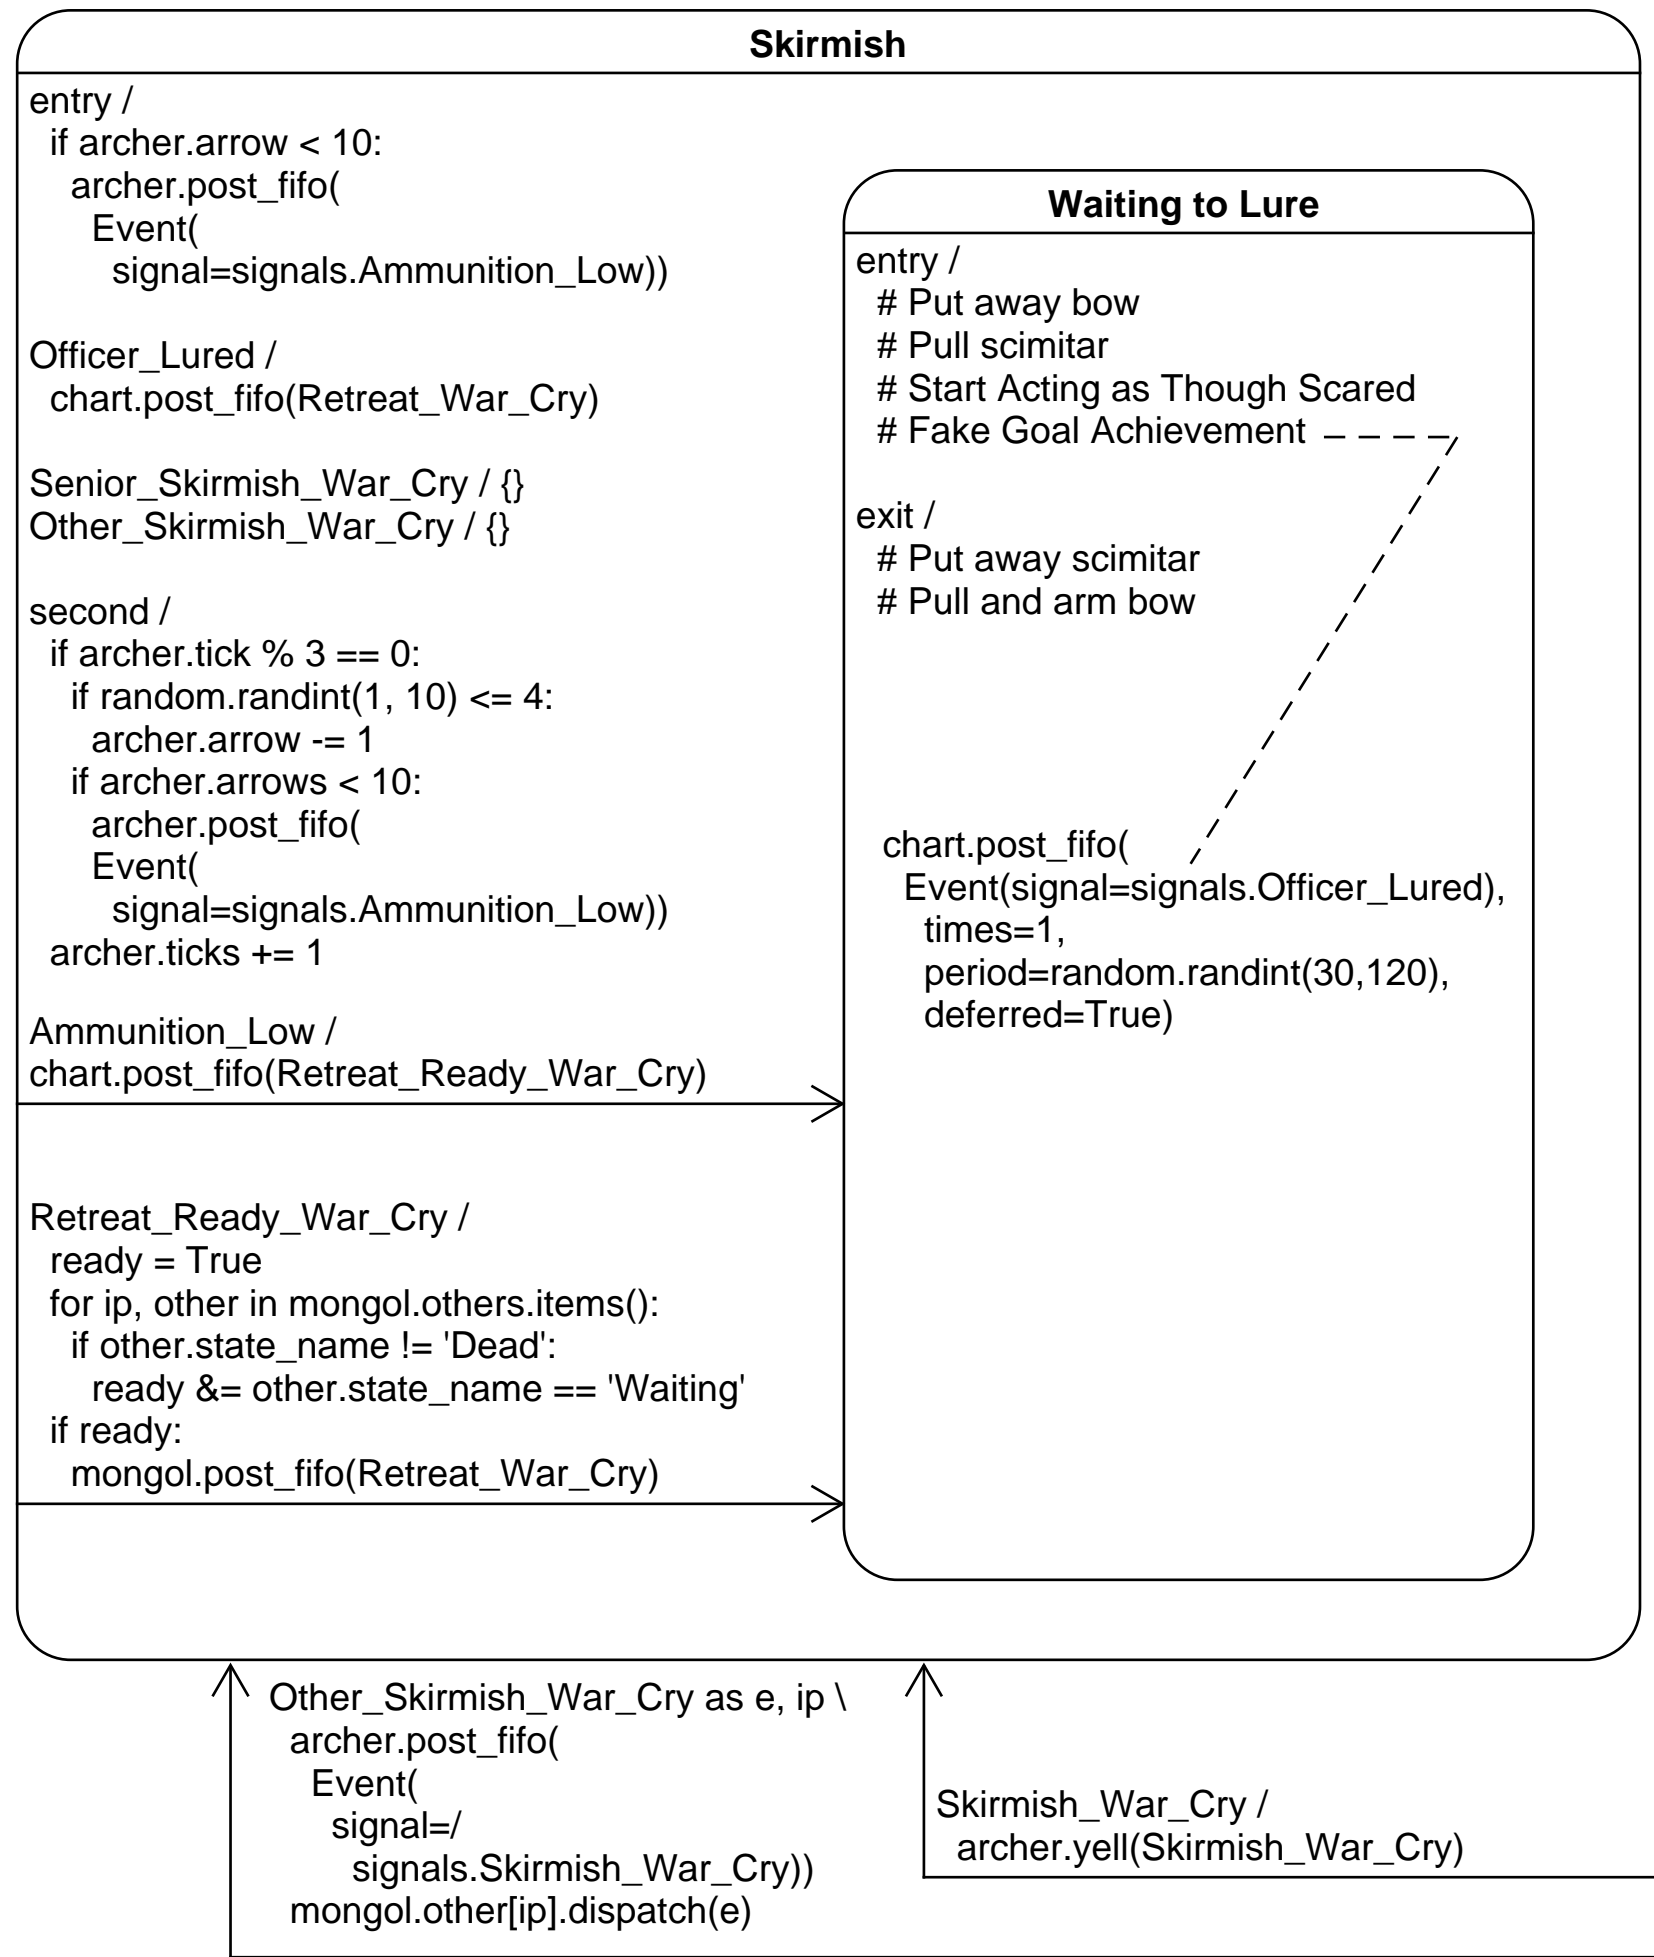 Skirmish
entry /
if archer.arrow < 10:
archer.post_fifo(
Event(
signal=signals.Ammunition_Low))
Officer_Lured /
chart.post_fifo(Retreat_War_Cry)
Senior_Skirmish_War_Cry / {}
Other_Skirmish_War_Cry / {}
second /
if archer.tick % 3 == 0:
if random.randint(1, 10) <= 4:
archer.arrow -= 1
if archer.arrows < 10:
archer.post_fifo(
Event(
signal=signals.Ammunition_Low))
archer.ticks += 1
Ammunition_Low /
chart.post_fifo(Retreat_Ready_War_Cry)
Retreat_Ready_War_Cry /
ready = True
for ip, other in mongol.others.items():
if other.state_name != 'Dead':
ready &= other.state_name == 'Waiting'
if ready:
mongol.post_fifo(Retreat_War_Cry)
Waiting to Lure
entry /
# Put away bow
# Pull scimitar
# Start Acting as Though Scared
# Fake Goal Achievement
exit /
# Put away scimitar
# Pull and arm bow
chart.post_fifo(
Event(signal=signals.Officer_Lured),
times=1,
period=random.randint(30,120),
deferred=True)
Other_Skirmish_War_Cry as e, ip \
archer.post_fifo(
Event(
signal=/
signals.Skirmish_War_Cry))
mongol.other[ip].dispatch(e)
Skirmish_War_Cry /
archer.yell(Skirmish_War_Cry)